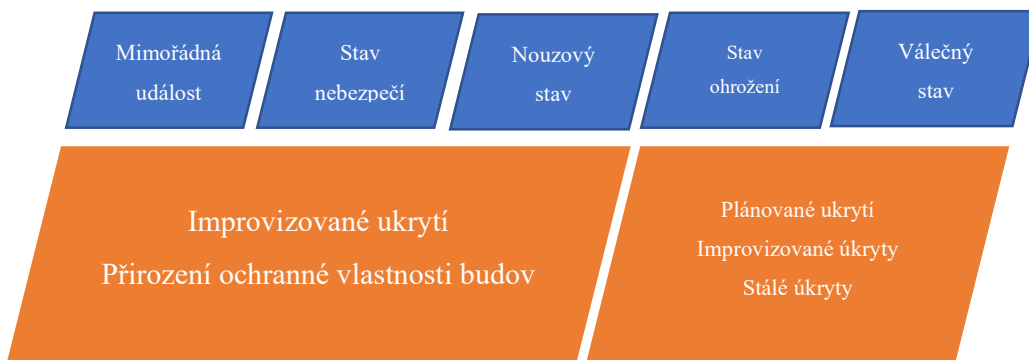 Mimořádná
událost
Stav
nebezpečí
Nouzový
stav
Stav
ohrožení
Válečný
stav
Improvizované ukrytí
Přirození ochranné vlastnosti budov
Plánované ukrytí
Improvizované úkryty
Stálé úkryty